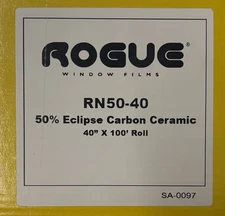 ROGUE®
WINDOW FILMS
RN50-40
50% Eclipse Carbon Ceramic
40" X 100' Roll
SA-0097